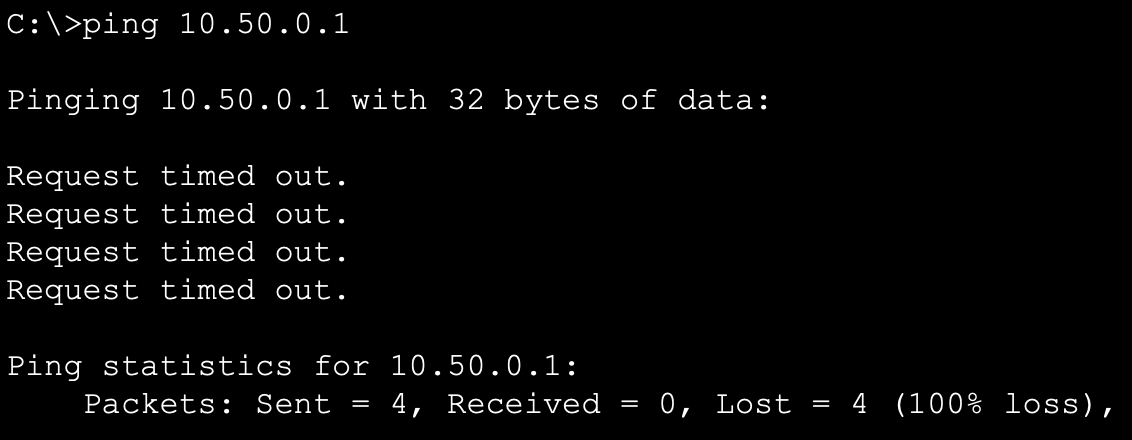 C:\>ping 10.50.0.1
Pinging 10.50.0.1 with 32 bytes of data:
Request timed out.
Request timed out.
Request timed out.
Request timed out.
Ping statistics for 10.50.0.1:
Packets: Sent = 4, Received = 0, Lost = 4 (100% loss),